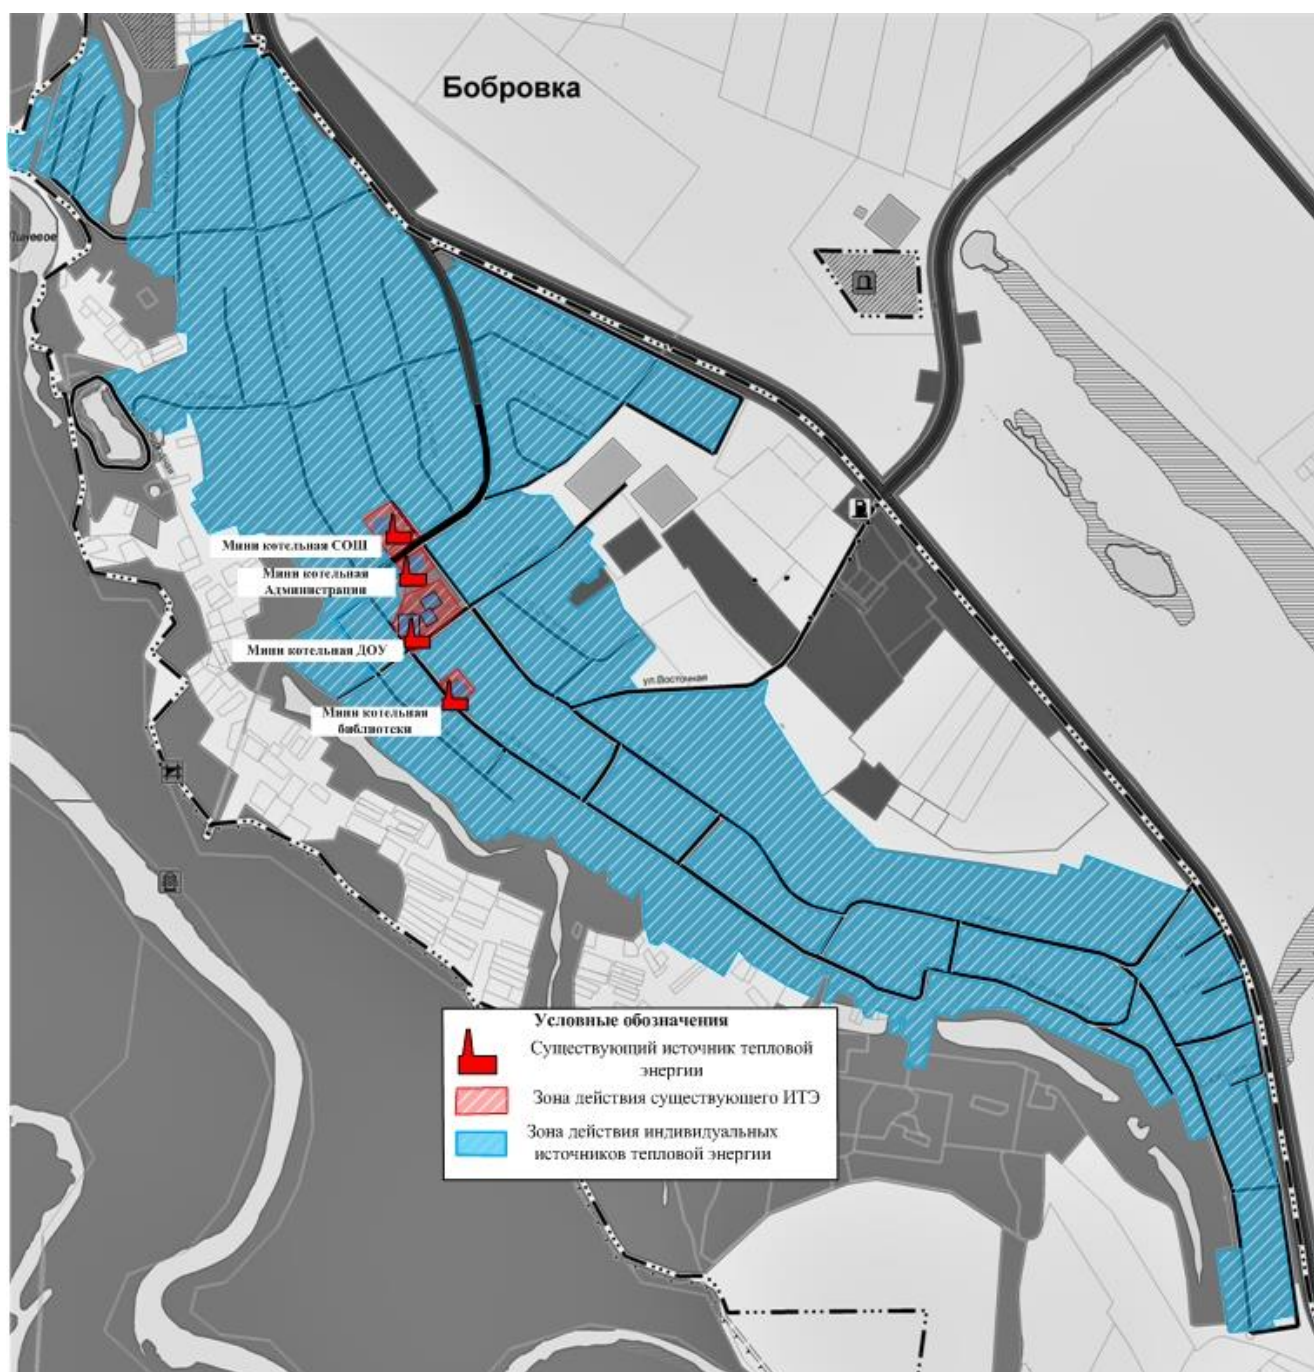 Бобровка
Мини котельная СОШ
Мини котельная
Администрации
Мини котельная ДОУ
ул.Восточная
Мини котельная
библиотеки
Условные обозначения
Существующий источник тепловой
энергии
Зона действия существующего ИТЭ
Зона действия индивидуальных
источников тепловой энергии